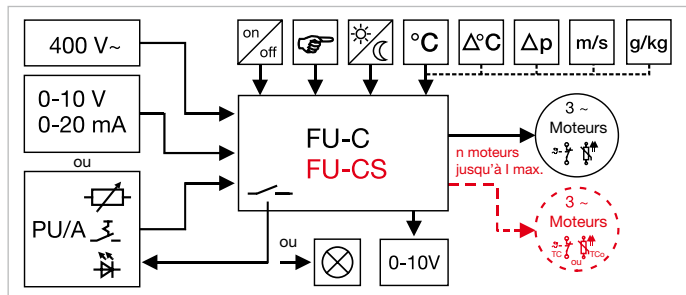 400 V~
on
off
°C
Δ°C
Δp
m/s
g/kg
0-10 V
0-20 mA
ou
PU/A
FU-C
FU-CS
3 ~
Moteurs
n moteurs
jusqu'à I max.
3 ~
Moteurs
TC
ou
TCo
ou
0-10V